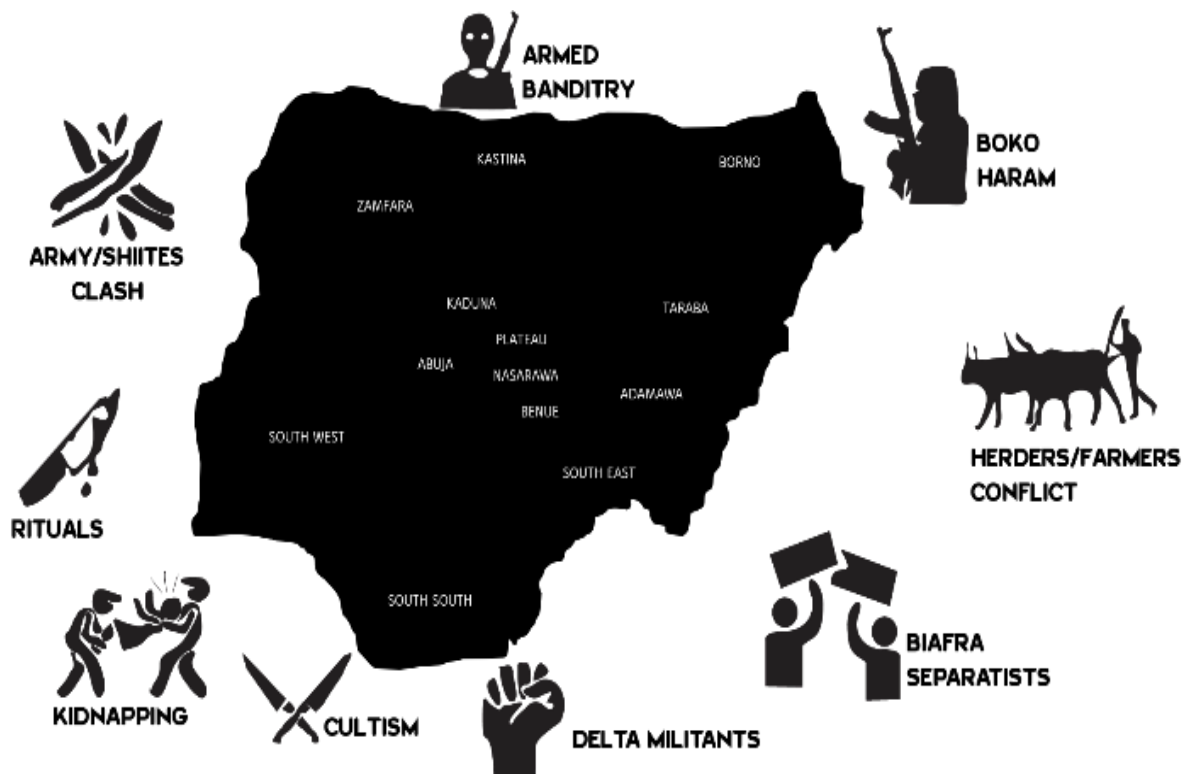 ARMED
BANDITRY
BOKO
HARAM
KASTINA
BORNO
ZAMFARA
ARMY/SHIITES
CLASH
KADUNA
TARABA
PLATEAU
ABUJA
NASARAWA
ADAMAWA
BENUE
SOUTH WEST
SOUTH EAST
HERDERS/FARMERS
CONFLICT
RITUALS
SOUTH SOUTH
BIAFRA
SEPARATISTS
KIDNAPPING
CULTISM
DELTA MILITANTS